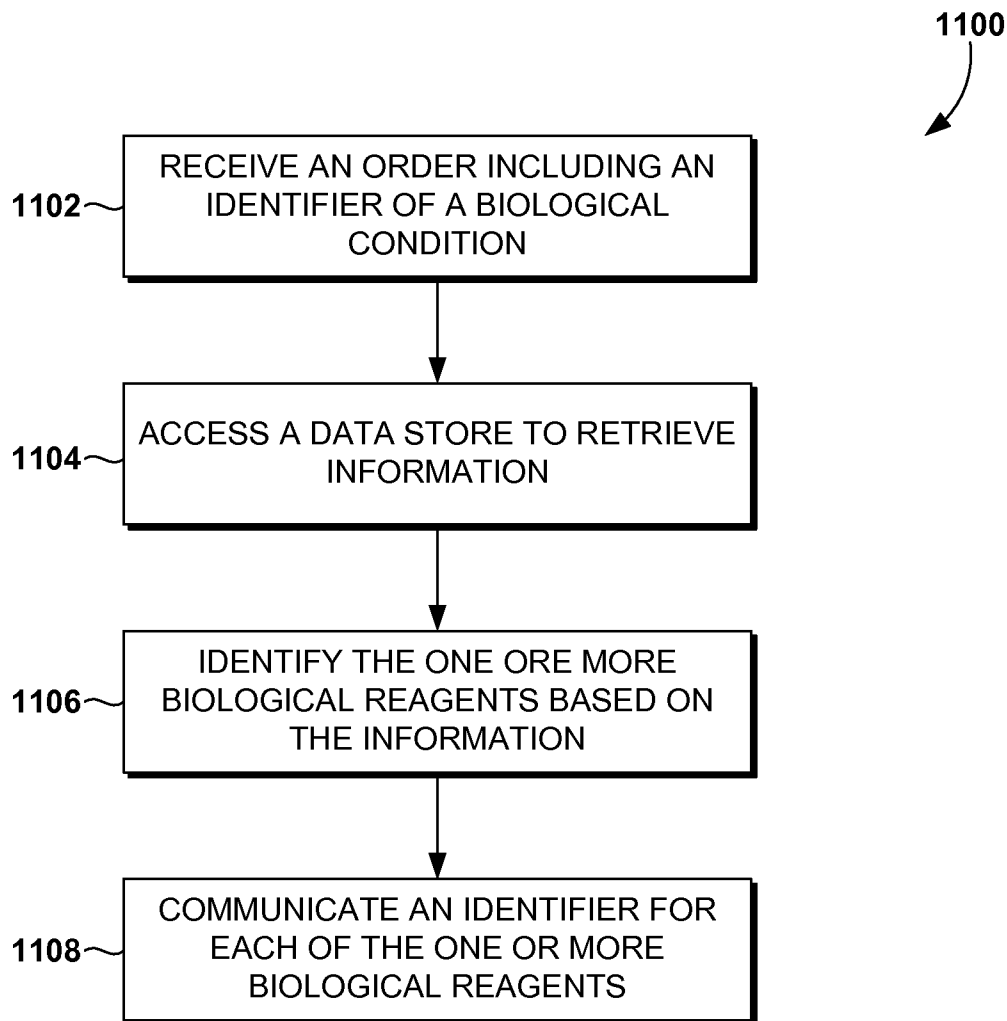 1100
RECEIVE AN ORDER INCLUDING AN
1102
IDENTIFIER OF A BIOLOGICAL
CONDITION
ACCESS A DATA STORE TO RETRIEVE
1104
INFORMATION
IDENTIFY THE ONE ORE MORE
1106
BIOLOGICAL REAGENTS BASED ON
THE INFORMATION
COMMUNICATE AN IDENTIFIER FOR
1108
EACH OF THE ONE OR MORE
BIOLOGICAL REAGENTS